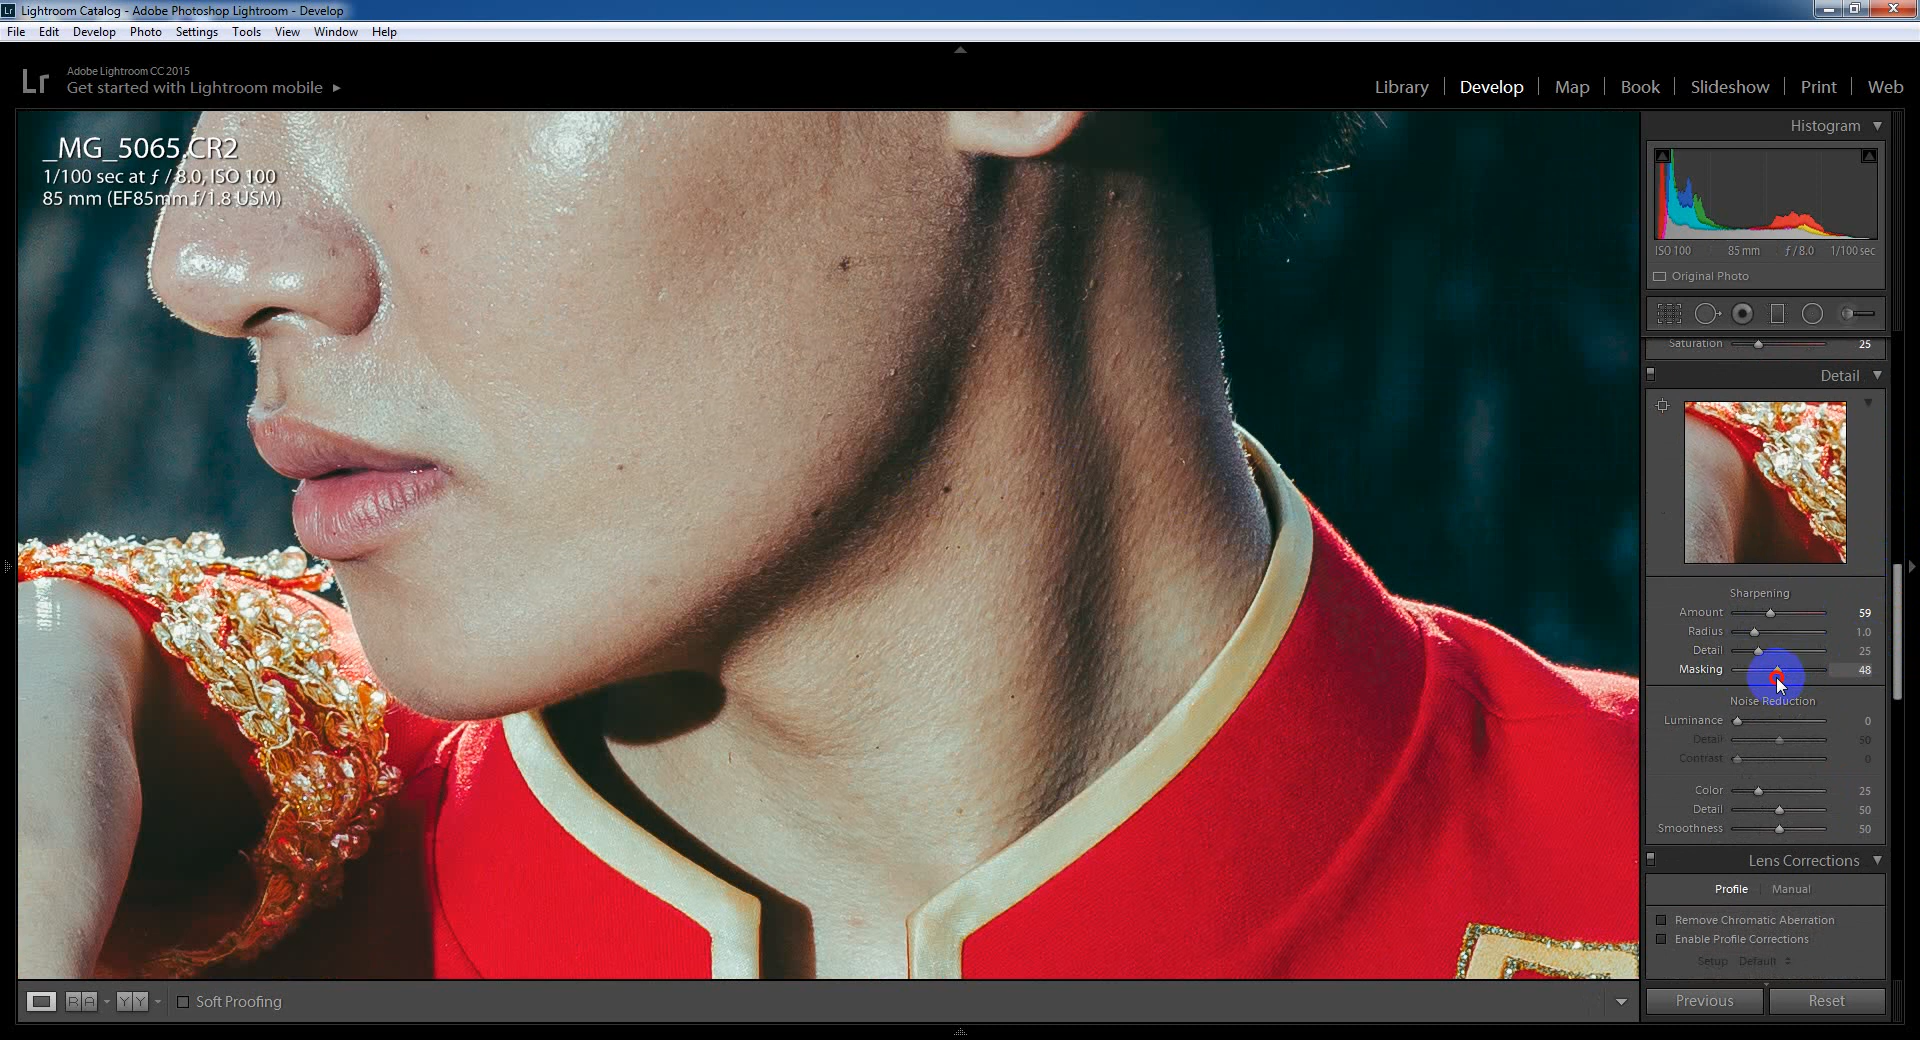 Lr Lightroom Catalog - Adobe Photoshop Lightroom - Develop
File Edit Develop Photo Settings Tools View Window Help
Lr
Adobe Lightroom CC 2015
Get started with Lightroom mobile
Library Develop Map Book Slideshow Print Web
_MG_5065.CR2
1/100 sec at ƒ / 8.0, ISO 100
85 mm (EF85mm f/1.8 USM)
Histogram
ISO 100 85 mm ƒ / 8.0 1/100 sec
Original Photo
Saturation 25
Detail
Sharpening
Amount 59
Radius 1.0
Detail 25
Masking 48
Noise Reduction
Luminance 0
Detail 50
Contrast 0
Color 25
Detail 50
Smoothness 50
Lens Corrections
Profile Manual
Remove Chromatic Aberration
Enable Profile Corrections
Setup Default
R A Y Y Soft Proofing
Previous Reset